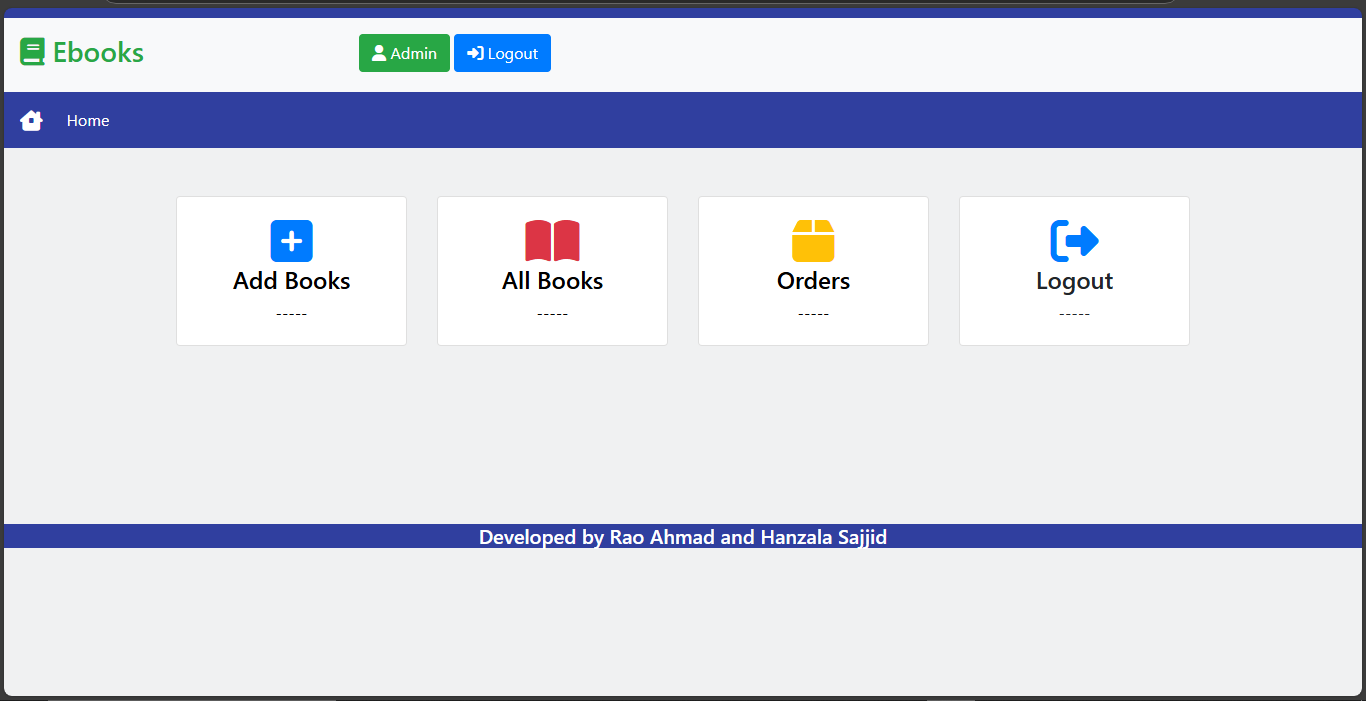 Ebooks
Admin
Logout
Home
Add Books
-----
All Books
-----
Orders
-----
Logout
-----
Developed by Rao Ahmad and Hanzala Sajjid